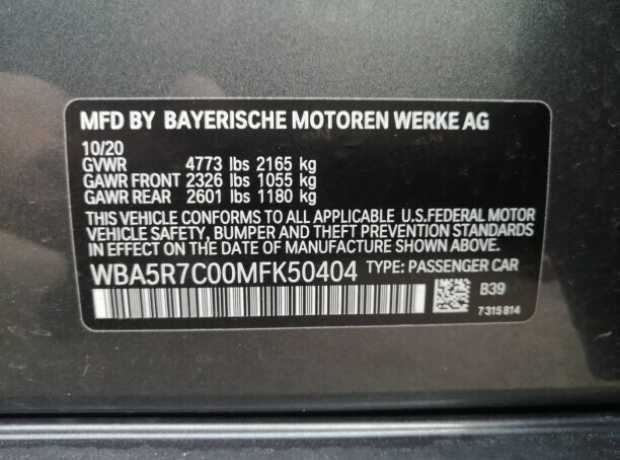 MFD BY BAYERISCHE MOTOREN WERKE AG
10/20
GVWR 4773 lbs 2165 kg
GAWR FRONT 2326 lbs 1055 kg
GAWR REAR 2601 lbs 1180 kg
THIS VEHICLE CONFORMS TO ALL APPLICABLE U.S.FEDERAL MOTOR
VEHICLE SAFETY, BUMPER AND THEFT PREVENTION STANDARDS
IN EFFECT ON THE DATE OF MANUFACTURE SHOWN ABOVE.
WBA5R7C00MFK50404 TYPE: PASSENGER CAR
B39
7315814